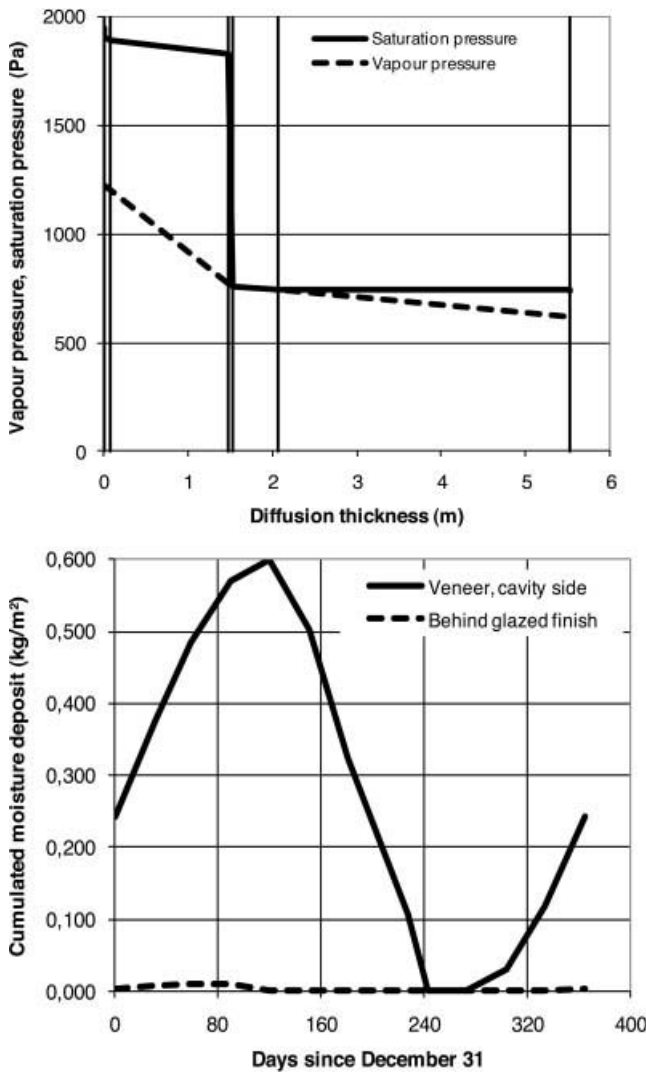 Vapour pressure, saturation pressure (Pa)
2000
1500
1000
500
0
0 1 2 3 4 5 6
Diffusion thickness (m)
Saturation pressure
Vapour pressure
Cumulated moisture deposit (kg/m²)
0,600
0,500
0,400
0,300
0,200
0,100
0,000
0 80 160 240 320 400
Days since December 31
Veneer, cavity side
Behind glazed finish